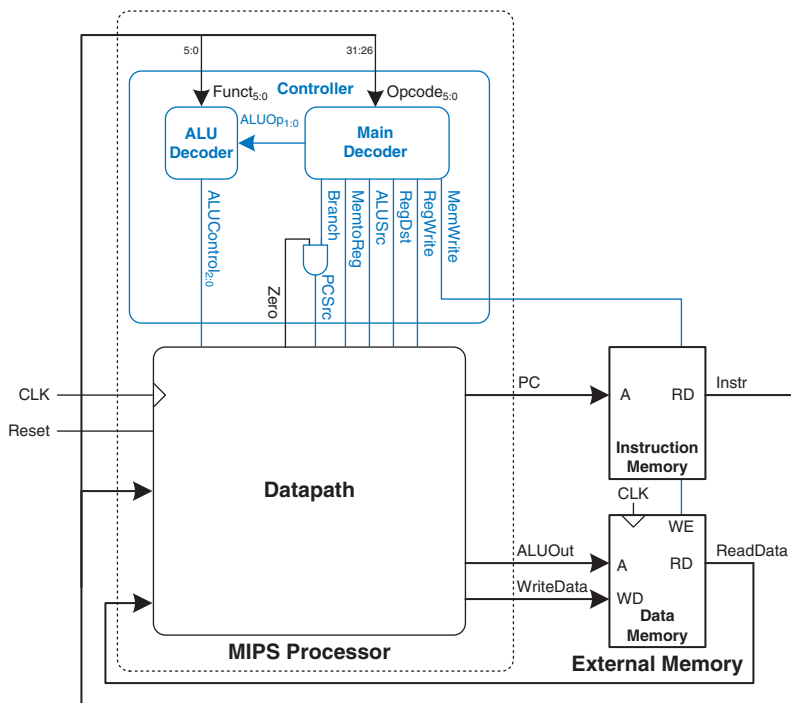 5:0
31:26
Controller
Funct5:0
Opcode5:0
ALUOp1:0
ALU
Decoder
Main
Decoder
ALUControl2:0
Branch
MemtoReg
ALUSrc
RegDst
RegWrite
MemWrite
Zero
PCSrc
CLK
Reset
Datapath
PC
A
RD
Instr
Instruction
Memory
CLK
WE
ALUOut
A
RD
ReadData
WriteData
WD
Data
Memory
MIPS Processor
External Memory